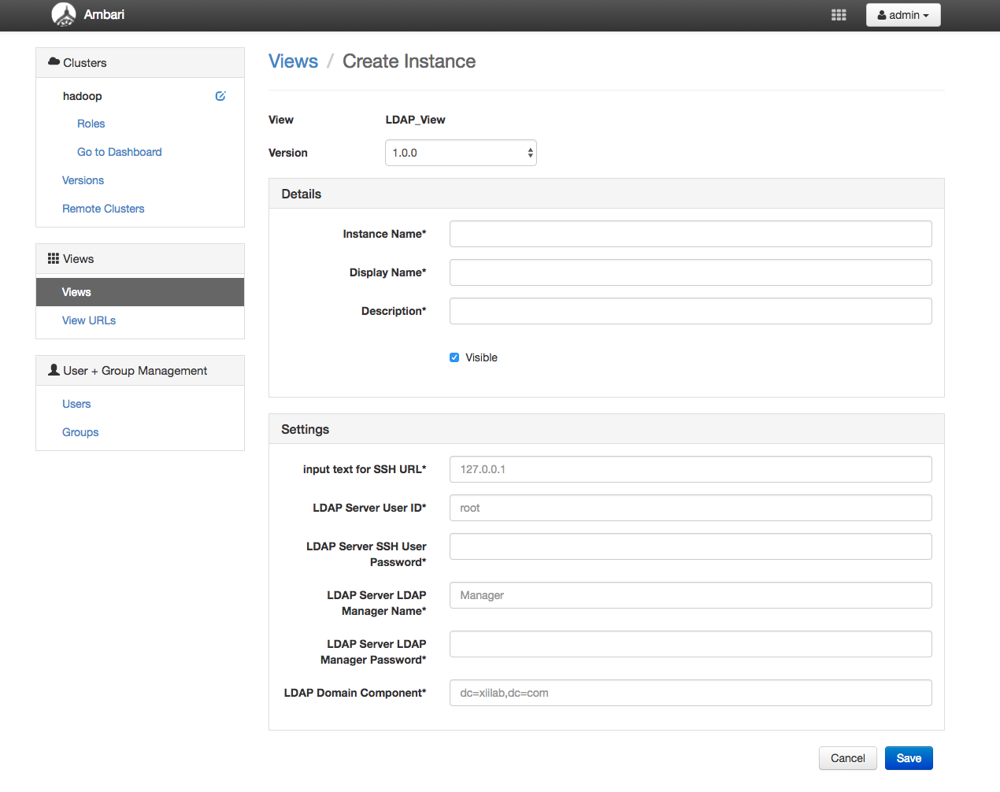 Ambari
admin
Clusters
hadoop
Roles
Go to Dashboard
Versions
Remote Clusters
Views
Views
View URLs
User + Group Management
Users
Groups
Views / Create Instance
View LDAP_View
Version 1.0.0
Details
Instance Name*
Display Name*
Description*
Visible
Settings
input text for SSH URL* 127.0.0.1
LDAP Server User ID* root
LDAP Server SSH User
Password*
LDAP Server LDAP
Manager Name*
Manager
LDAP Server LDAP
Manager Password*
LDAP Domain Component* dc=xiilab,dc=com
Cancel Save